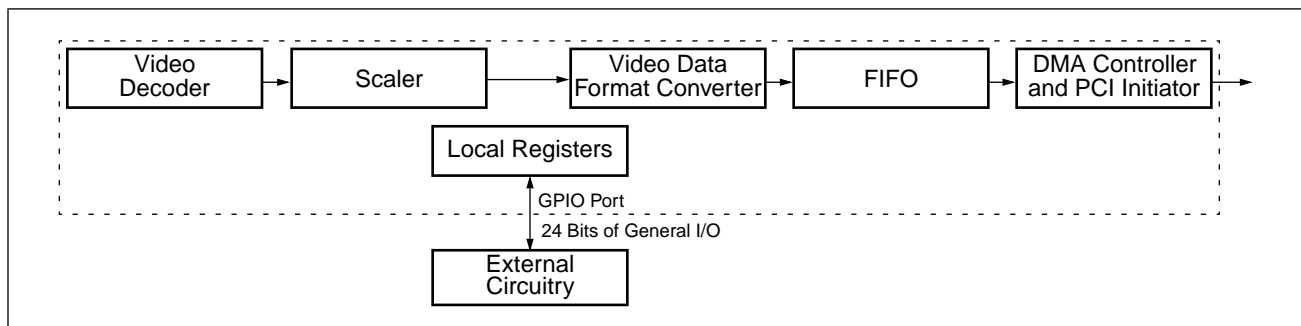 Video
Decoder
Scaler
Video Data
Format Converter
FIFO
DMA Controller
and PCI Initiator
Local Registers
GPIO Port
24 Bits of General I/O
External
Circuitry